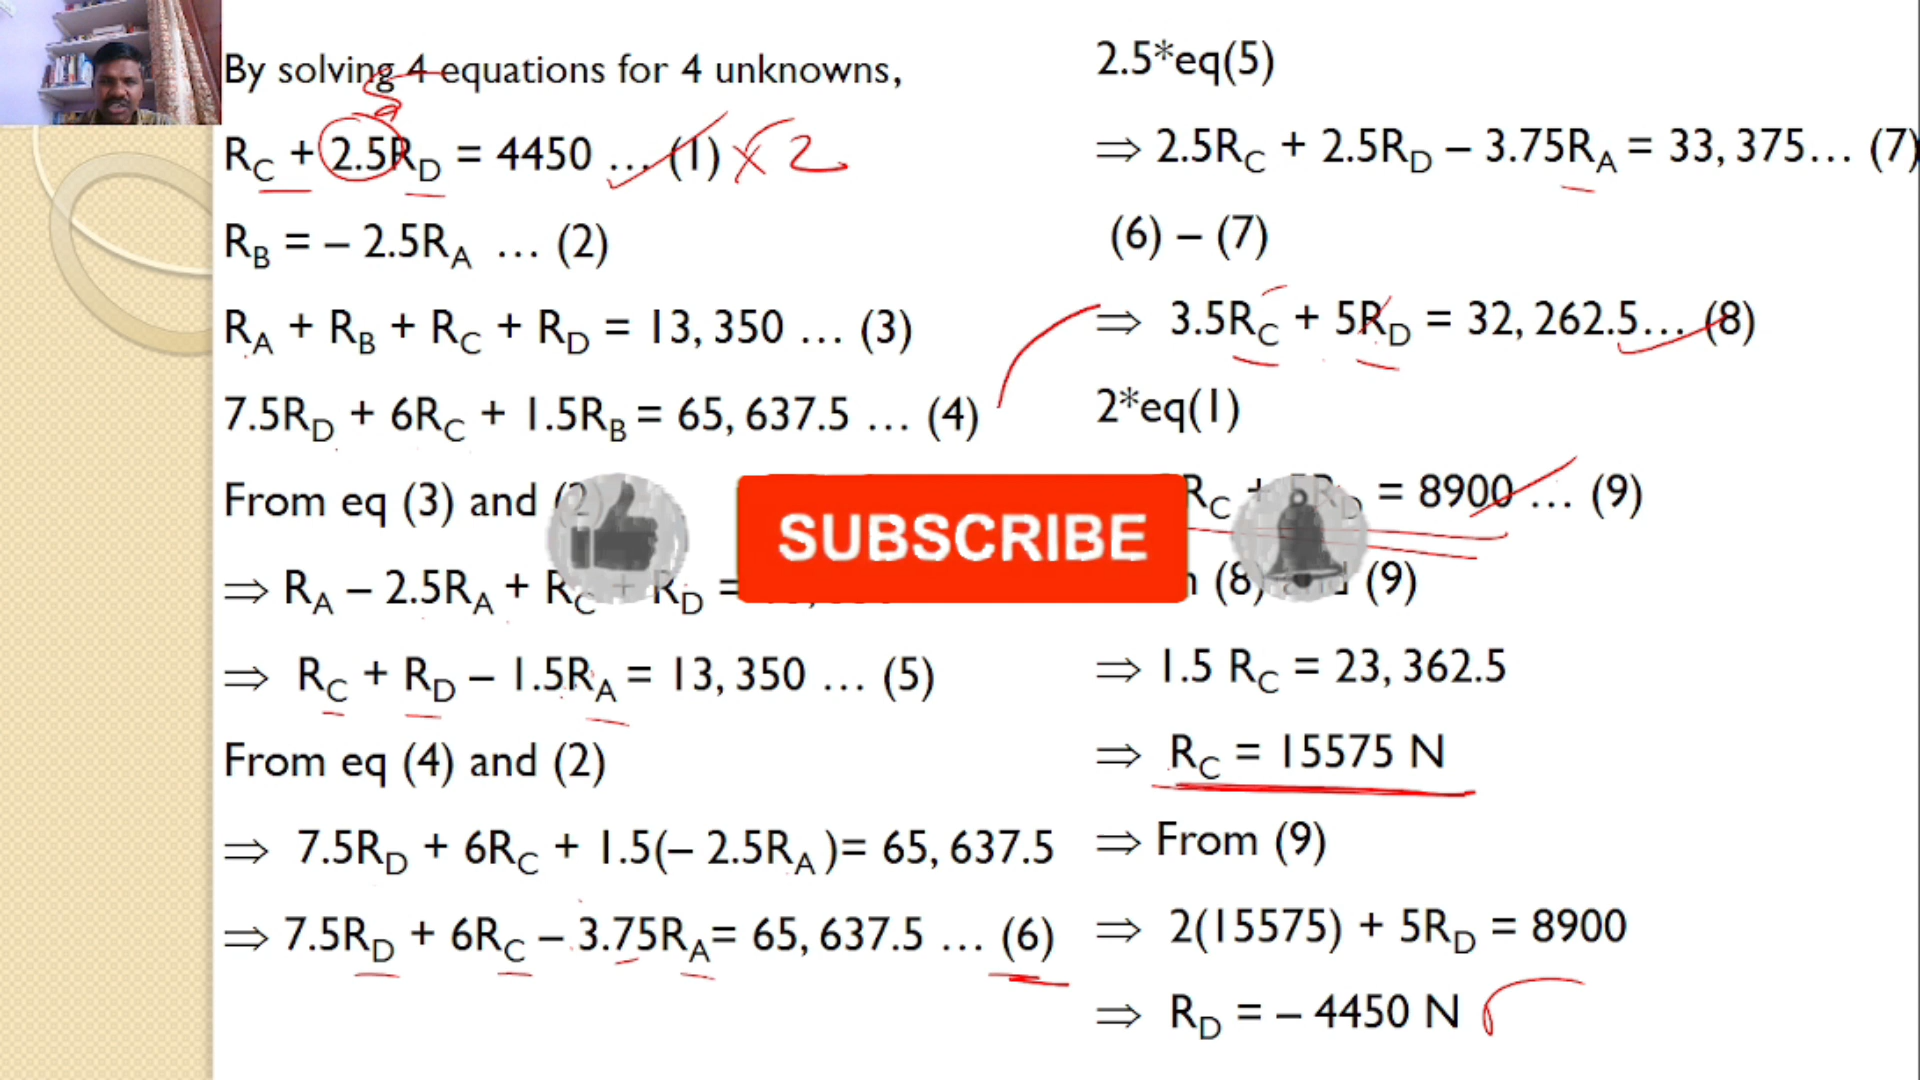 By solving 4 equations for 4 unknowns,
R_C + 2.5R_D = 4450 … (1) × 2
R_B = – 2.5R_A … (2)
R_A + R_B + R_C + R_D = 13, 350 … (3)
7.5R_D + 6R_C + 1.5R_B = 65, 637.5 … (4)
From eq (3) and (2
⇒ R_A – 2.5R_A + R_C + R_D =
⇒ R_C + R_D – 1.5R_A = 13, 350 … (5)
From eq (4) and (2)
⇒ 7.5R_D + 6R_C + 1.5(– 2.5R_A )= 65, 637.5
⇒ 7.5R_D + 6R_C – 3.75R_A= 65, 637.5 … (6)
2.5*eq(5)
⇒ 2.5R_C + 2.5R_D – 3.75R_A = 33, 375… (7)
(6) – (7)
⇒ 3.5R_C + 5R_D = 32, 262.5… (8)
2*eq(1)
R_C + 5R_D = 8900 … (9)
(8) (9)
⇒ 1.5 R_C = 23, 362.5
⇒ R_C = 15575 N
⇒ From (9)
⇒ 2(15575) + 5R_D = 8900
⇒ R_D = – 4450 N
SUBSCRIBE